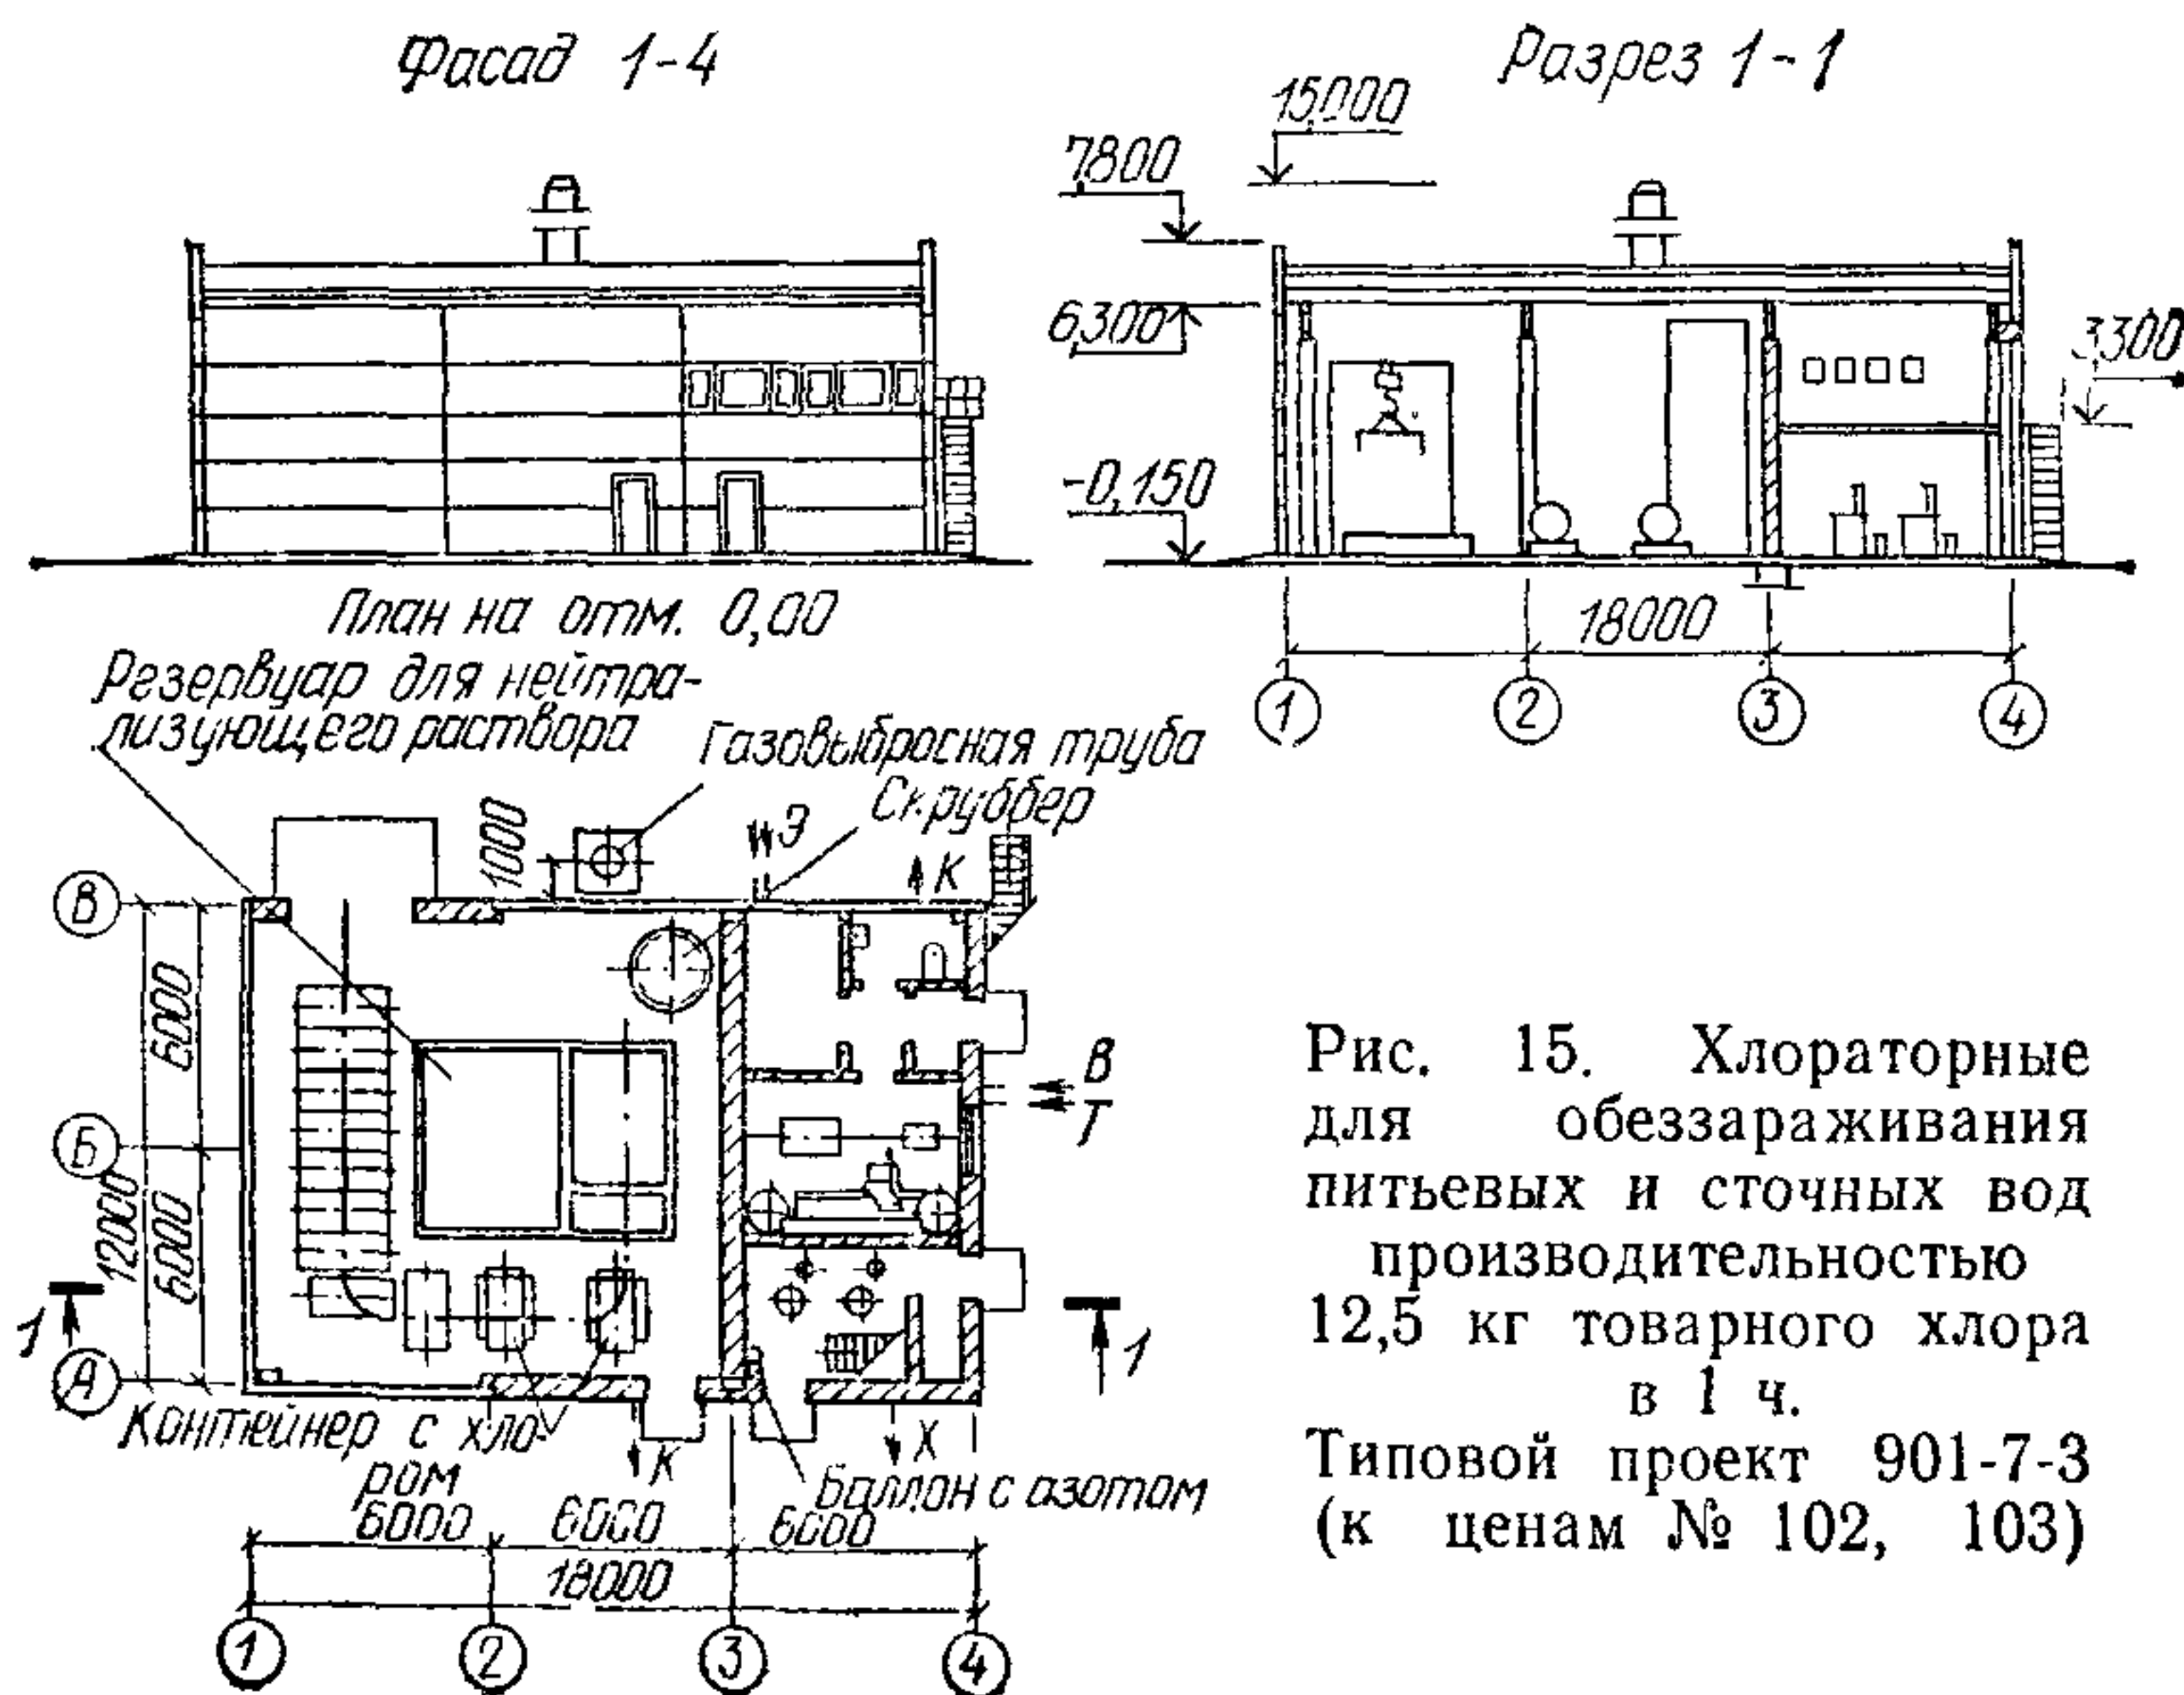 Фасад 1-4
Разрез 1-1
15,000
7,800
6,300
3,300
-0,150
18000
1 2 3 4
План на отм. 0,00
Резервуар для нейтра-
лизующего раствора
Газовыбросная труба
Скруббер
1000
Э
К
В
6000
Б
12000
6000
А
В
Т
1
1
Контейнер с хло-
ром
К
Х
Баллон с азотом
6000 6000 6000
18000
1 2 3 4
Рис. 15. Хлораторные
для обеззараживания
питьевых и сточных вод
производительностью
12,5 кг товарного хлора
в 1 ч.
Типовой проект 901-7-3
(к ценам № 102, 103)